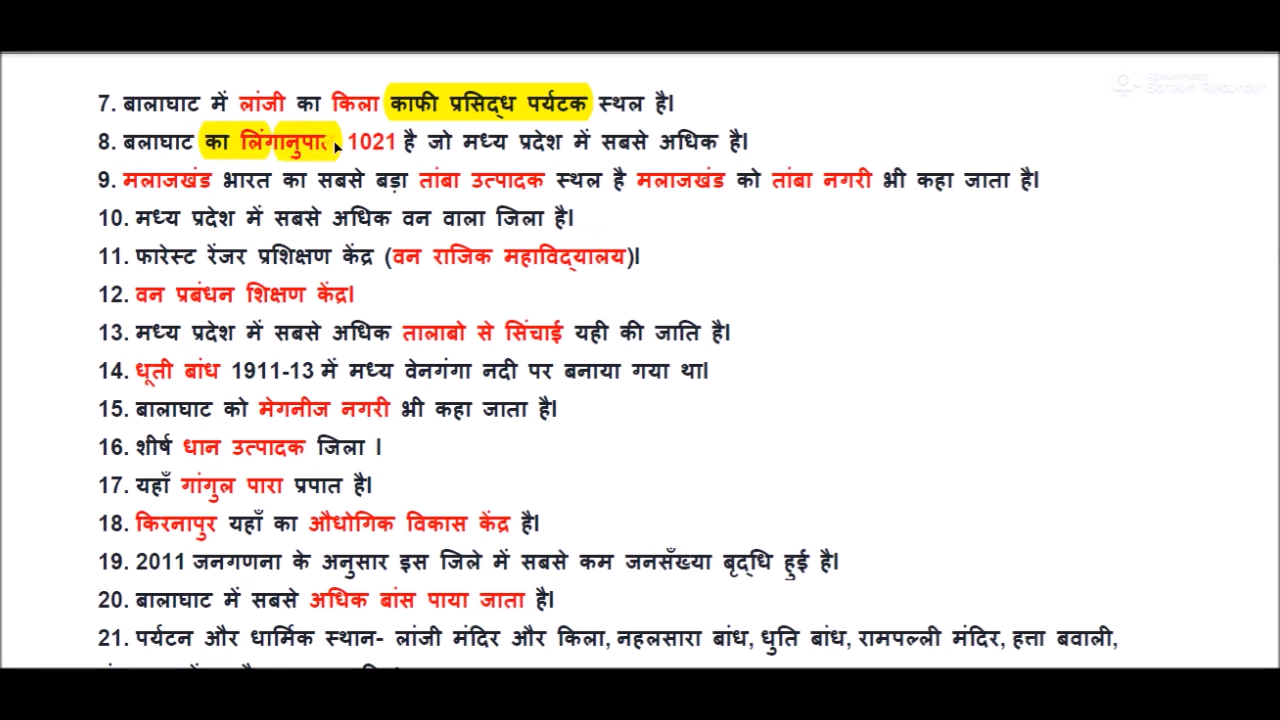 7. बालाघाट में लांजी का किला काफी प्रसिद्ध पर्यटक स्थल है।
8. बलाघाट का लिंगानुपात 1021 है जो मध्य प्रदेश में सबसे अधिक है।
9. मलाजखंड भारत का सबसे बड़ा तांबा उत्पादक स्थल है मलाजखंड को तांबा नगरी भी कहा जाता है।
10. मध्य प्रदेश में सबसे अधिक वन वाला जिला है।
11. फारेस्ट रेंजर प्रशिक्षण केंद्र (वन राजिक महाविद्यालय)।
12. वन प्रबंधन शिक्षण केंद्र।
13. मध्य प्रदेश में सबसे अधिक तालाबो से सिंचाई यही की जाति है।
14. धूती बांध 1911-13 में मध्य वेनगंगा नदी पर बनाया गया था।
15. बालाघाट को मेगनीज नगरी भी कहा जाता है।
16. शीर्ष धान उत्पादक जिला ।
17. यहाँ गांगुल पारा प्रपात है।
18. किरनापुर यहाँ का औधोगिक विकास केंद्र है।
19. 2011 जनगणना के अनुसार इस जिले में सबसे कम जनसँख्या बृद्धि हुई है।
20. बालाघाट में सबसे अधिक बांस पाया जाता है।
21. पर्यटन और धार्मिक स्थान- लांजी मंदिर और किला, नहलसारा बांध, धुति बांध, रामपल्ली मंदिर, हत्ता बवाली,
Screen Recorder